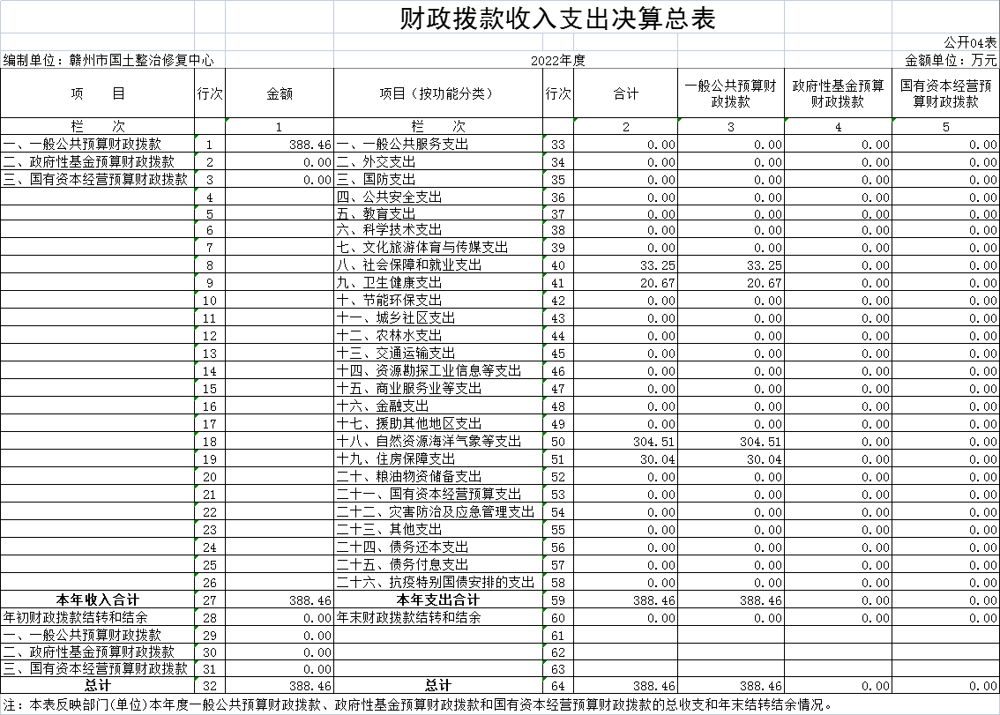 财政拨款收入支出决算总表
公开04表
编制单位：赣州市国土整治修复中心 2022年度 金额单位：万元
项 目 行次 金额 项目（按功能分类） 行次 合计 一般公共预算财政拨款 政府性基金预算财政拨款 国有资本经营预算财政拨款
栏 次 1 栏 次 2 3 4 5
一、一般公共预算财政拨款 1 388.46 一、一般公共服务支出 33 0.00 0.00 0.00 0.00
二、政府性基金预算财政拨款 2 0.00 二、外交支出 34 0.00 0.00 0.00 0.00
三、国有资本经营预算财政拨款 3 0.00 三、国防支出 35 0.00 0.00 0.00 0.00
4 四、公共安全支出 36 0.00 0.00 0.00 0.00
5 五、教育支出 37 0.00 0.00 0.00 0.00
6 六、科学技术支出 38 0.00 0.00 0.00 0.00
7 七、文化旅游体育与传媒支出 39 0.00 0.00 0.00 0.00
8 八、社会保障和就业支出 40 33.25 33.25 0.00 0.00
9 九、卫生健康支出 41 20.67 20.67 0.00 0.00
10 十、节能环保支出 42 0.00 0.00 0.00 0.00
11 十一、城乡社区支出 43 0.00 0.00 0.00 0.00
12 十二、农林水支出 44 0.00 0.00 0.00 0.00
13 十三、交通运输支出 45 0.00 0.00 0.00 0.00
14 十四、资源勘探工业信息等支出 46 0.00 0.00 0.00 0.00
15 十五、商业服务业等支出 47 0.00 0.00 0.00 0.00
16 十六、金融支出 48 0.00 0.00 0.00 0.00
17 十七、援助其他地区支出 49 0.00 0.00 0.00 0.00
18 十八、自然资源海洋气象等支出 50 304.51 304.51 0.00 0.00
19 十九、住房保障支出 51 30.04 30.04 0.00 0.00
20 二十、粮油物资储备支出 52 0.00 0.00 0.00 0.00
21 二十一、国有资本经营预算支出 53 0.00 0.00 0.00 0.00
22 二十二、灾害防治及应急管理支出 54 0.00 0.00 0.00 0.00
23 二十三、其他支出 55 0.00 0.00 0.00 0.00
24 二十四、债务还本支出 56 0.00 0.00 0.00 0.00
25 二十五、债务付息支出 57 0.00 0.00 0.00 0.00
26 二十六、抗疫特别国债安排的支出 58 0.00 0.00 0.00 0.00
本年收入合计 27 388.46 本年支出合计 59 388.46 388.46 0.00 0.00
年初财政拨款结转和结余 28 0.00 年末财政拨款结转和结余 60 0.00 0.00 0.00 0.00
一、一般公共预算财政拨款 29 0.00 61
二、政府性基金预算财政拨款 30 0.00 62
三、国有资本经营预算财政拨款 31 0.00 63
总计 32 388.46 总计 64 388.46 388.46 0.00 0.00
注：本表反映部门(单位)本年度一般公共预算财政拨款、政府性基金预算财政拨款和国有资本经营预算财政拨款的总收支和年末结转结余情况。